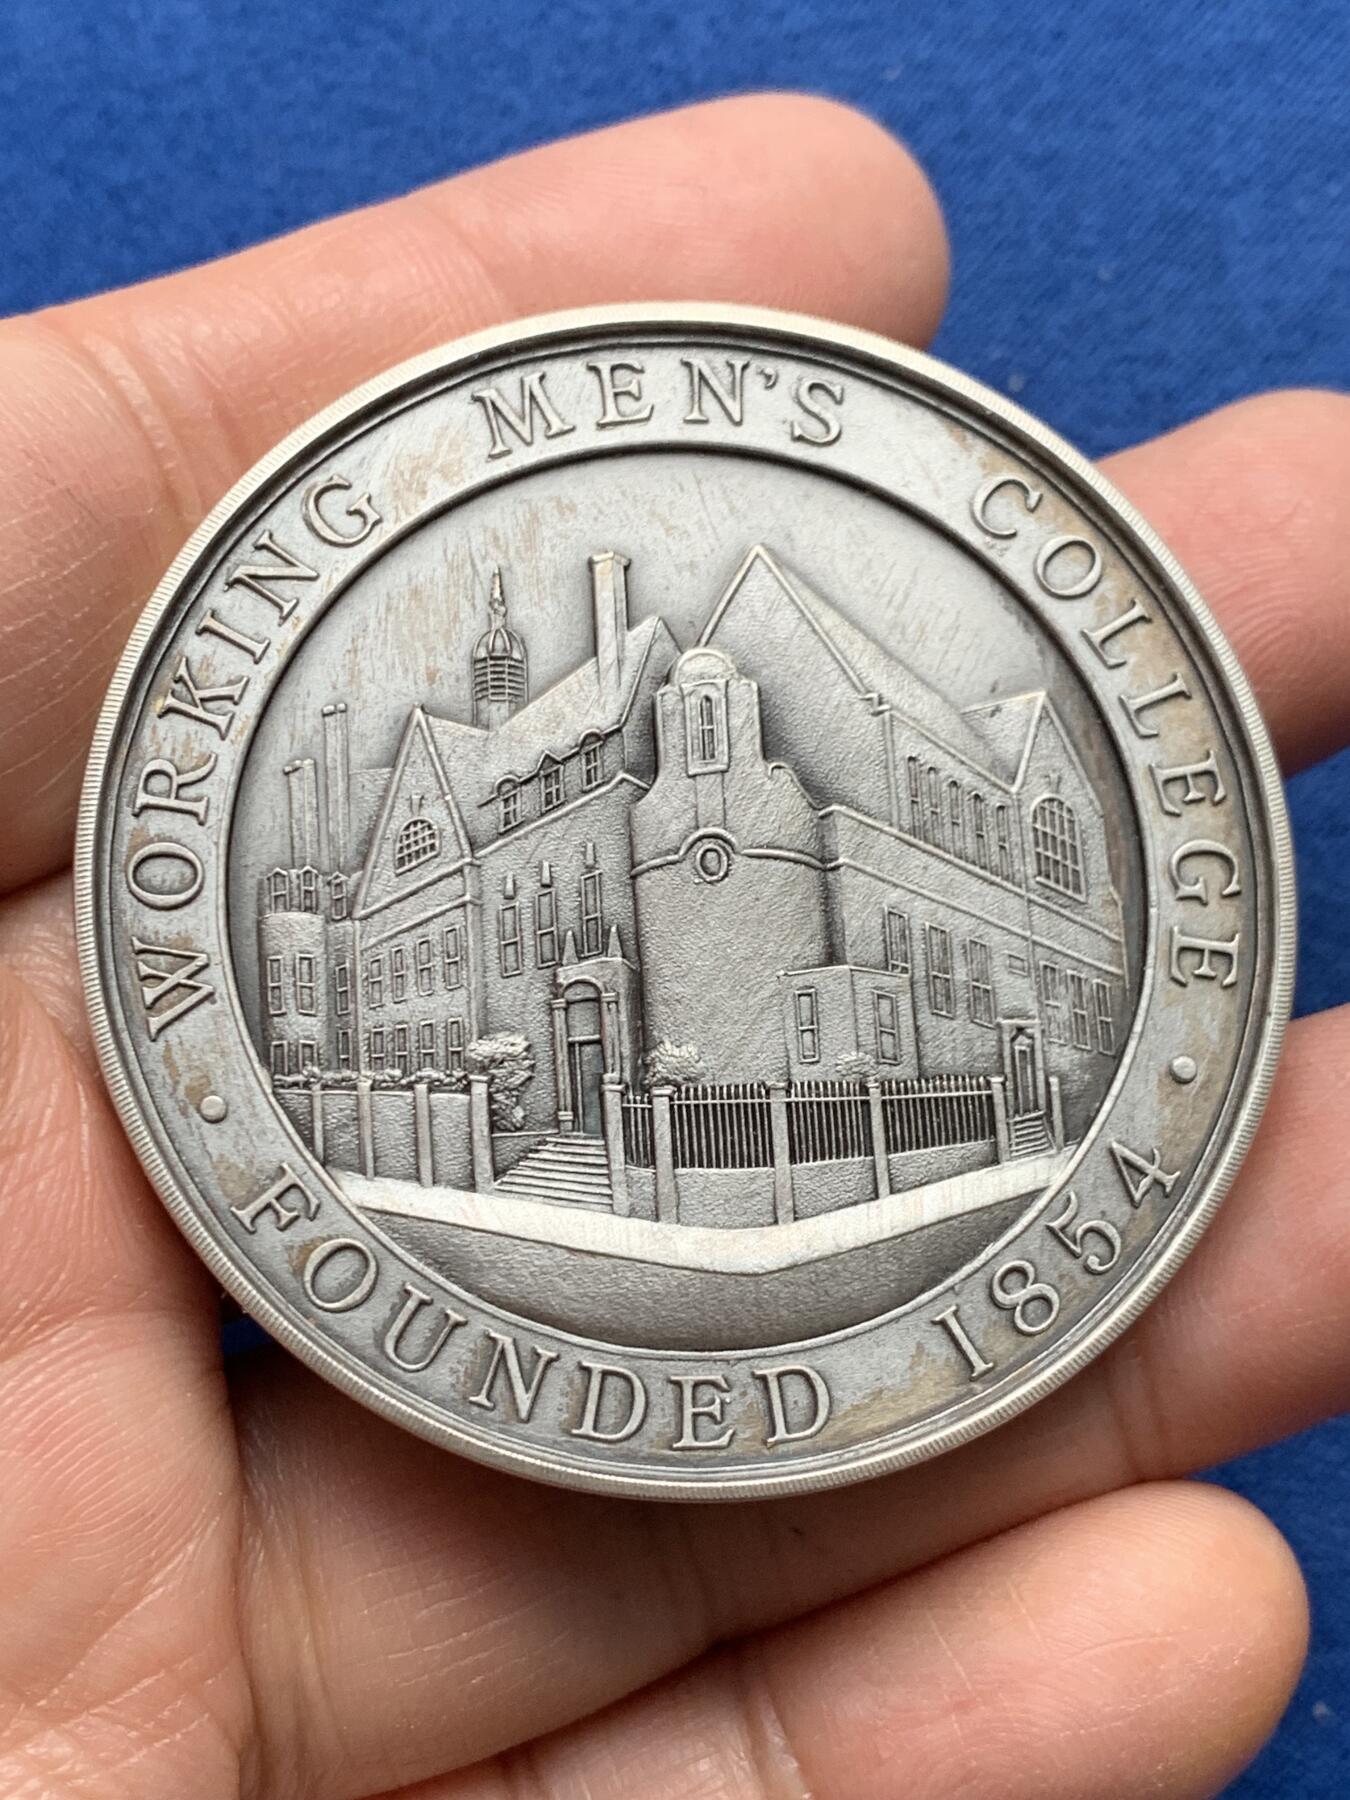 WORKING MEN'S COLLEGE
• FOUNDED 1854 •